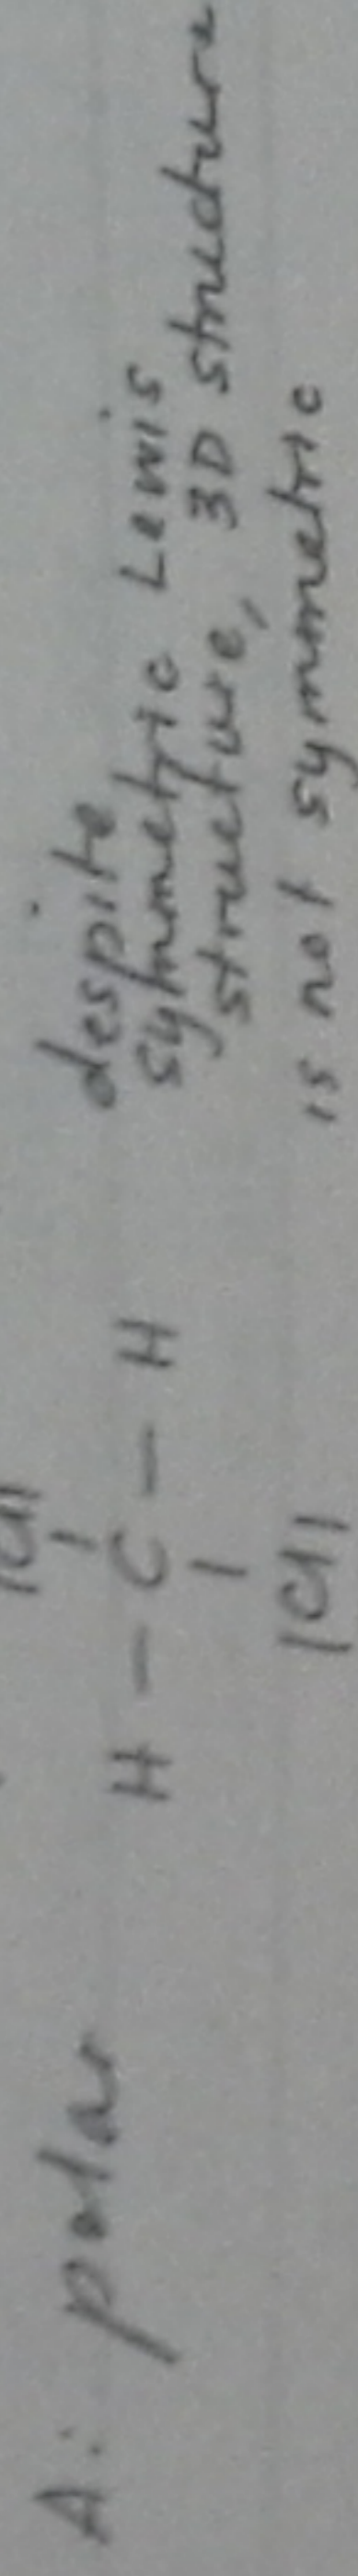 A: polar
|Cl|
|
H — C — H
|
|Cl|
despite
symmetric Lewis
structure, 3D structure
is not symmetric